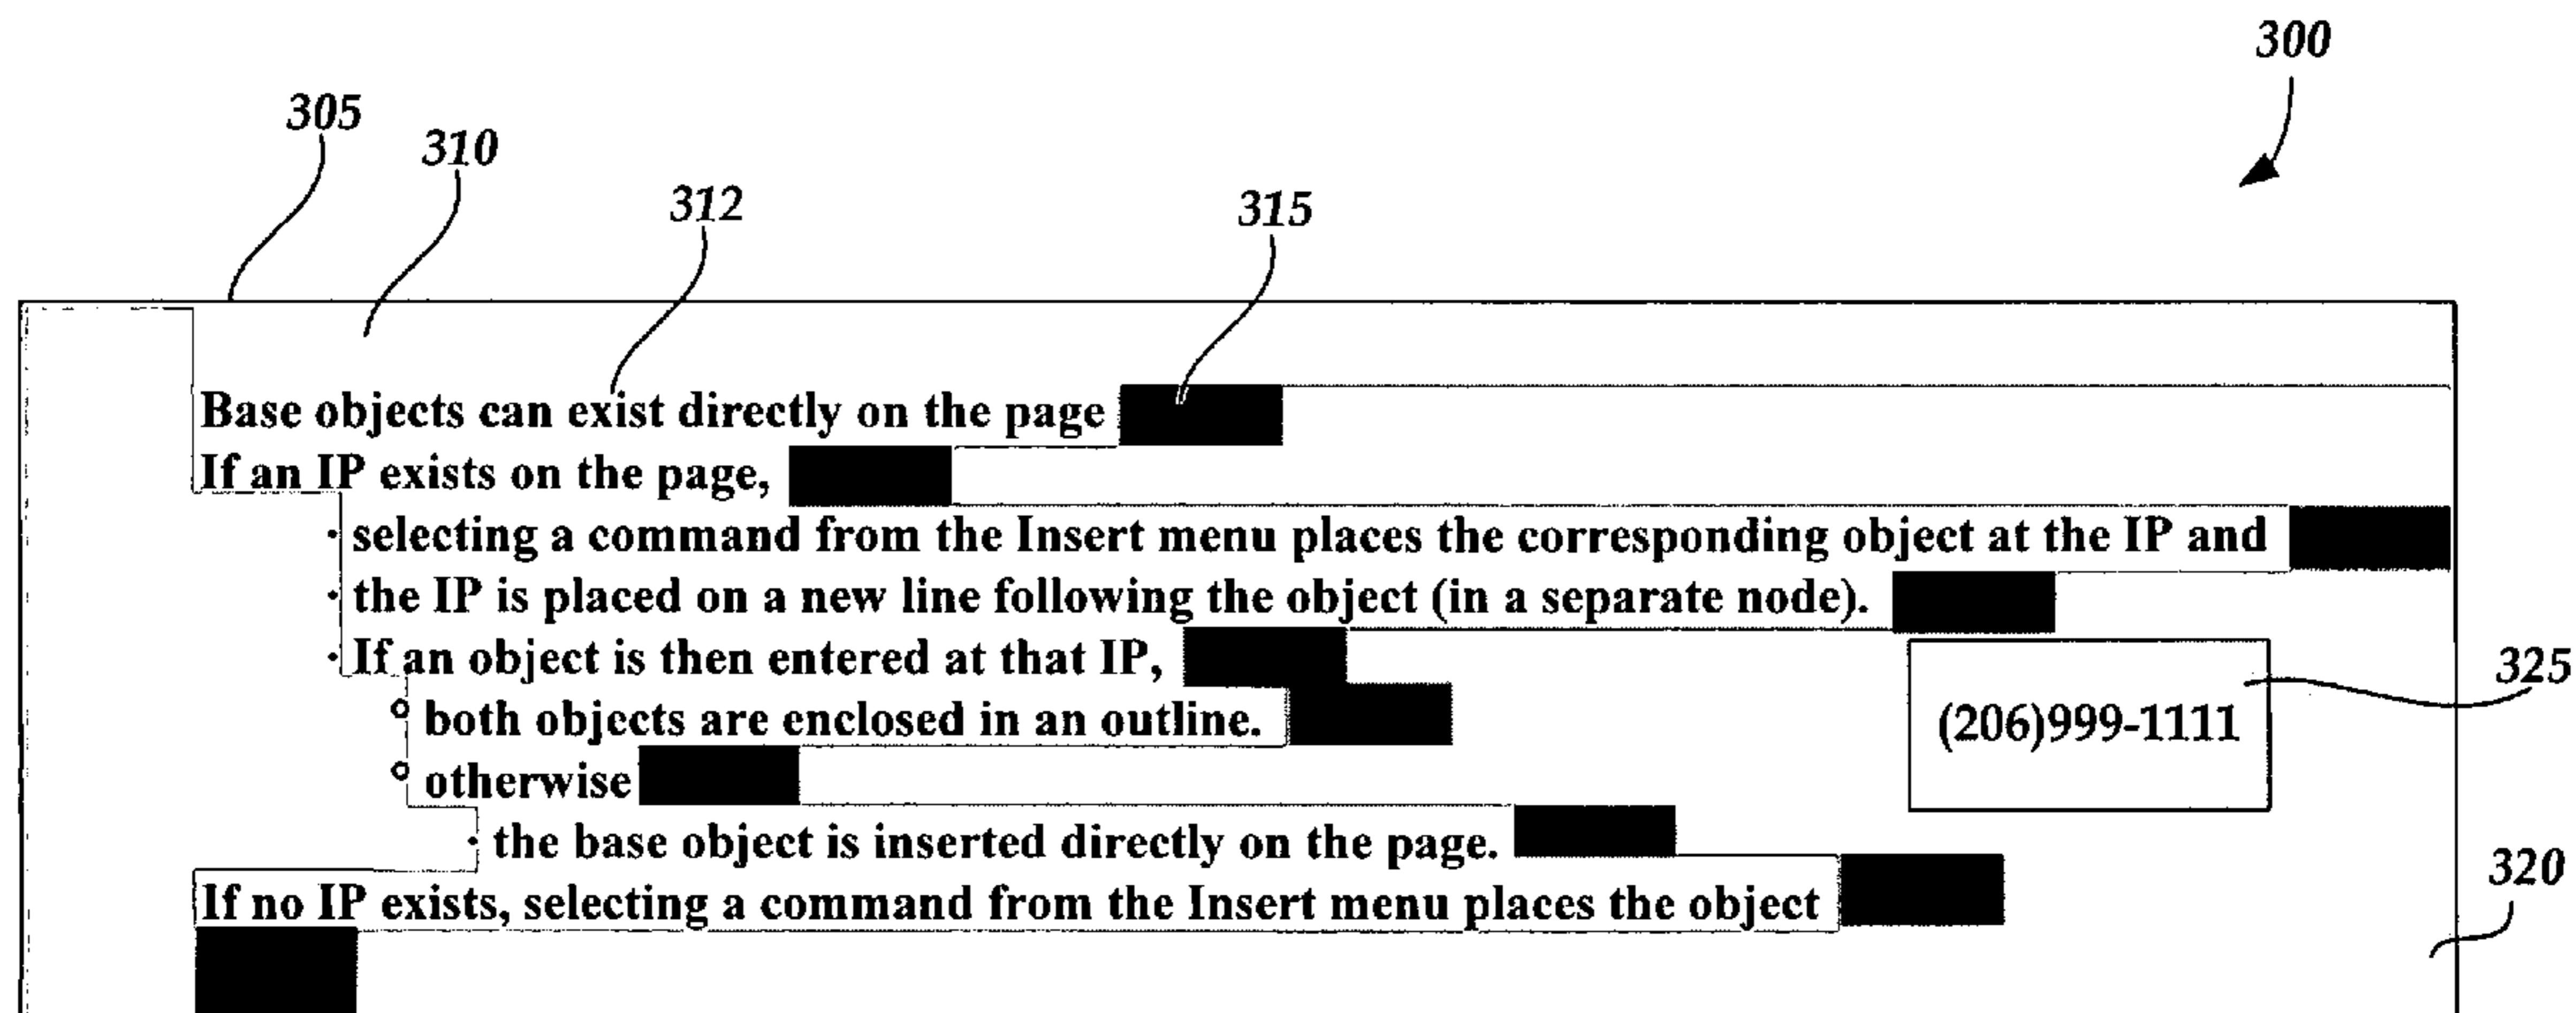 300
305
310
312
315
Base objects can exist directly on the page
If an IP exists on the page,
· selecting a command from the Insert menu places the corresponding object at the IP and
· the IP is placed on a new line following the object (in a separate node).
· If an object is then entered at that IP,
325
o both objects are enclosed in an outline.
(206)999-1111
o otherwise
· the base object is inserted directly on the page.
320
If no IP exists, selecting a command from the Insert menu places the object